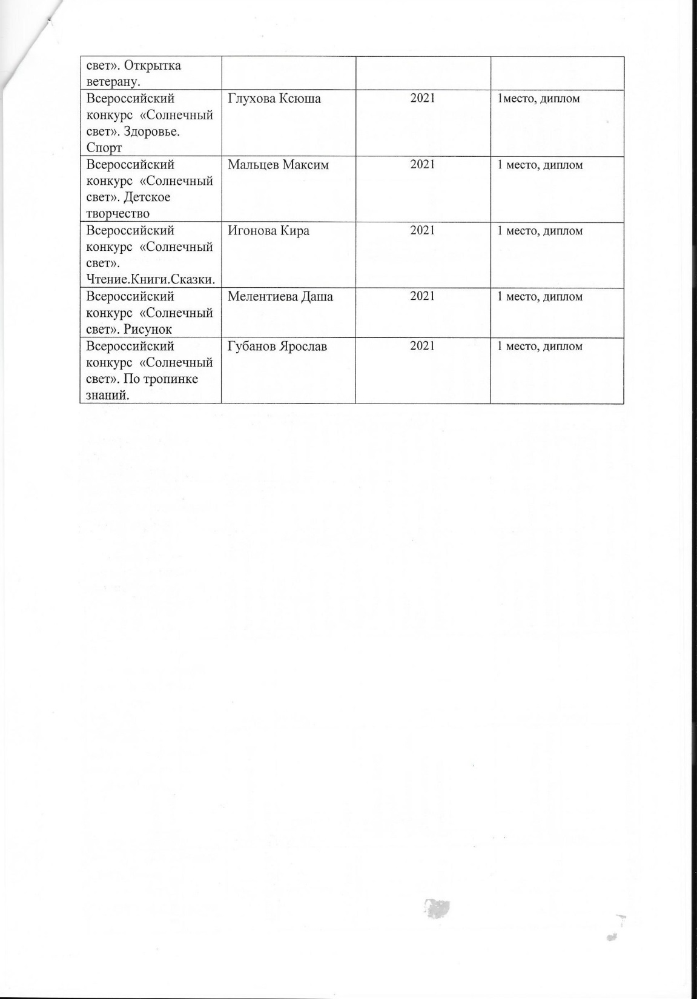 свет». Открытка
ветерану.
Всероссийский
конкурс «Солнечный
свет». Здоровье.
Спорт
Глухова Ксюша
2021
1место, диплом
Всероссийский
конкурс «Солнечный
свет». Детское
творчество
Мальцев Максим
2021
1 место, диплом
Всероссийский
конкурс «Солнечный
свет».
Чтение.Книги.Сказки.
Игонова Кира
2021
1 место, диплом
Всероссийский
конкурс «Солнечный
свет». Рисунок
Мелентиева Даша
2021
1 место, диплом
Всероссийский
конкурс «Солнечный
свет». По тропинке
знаний.
Губанов Ярослав
2021
1 место, диплом